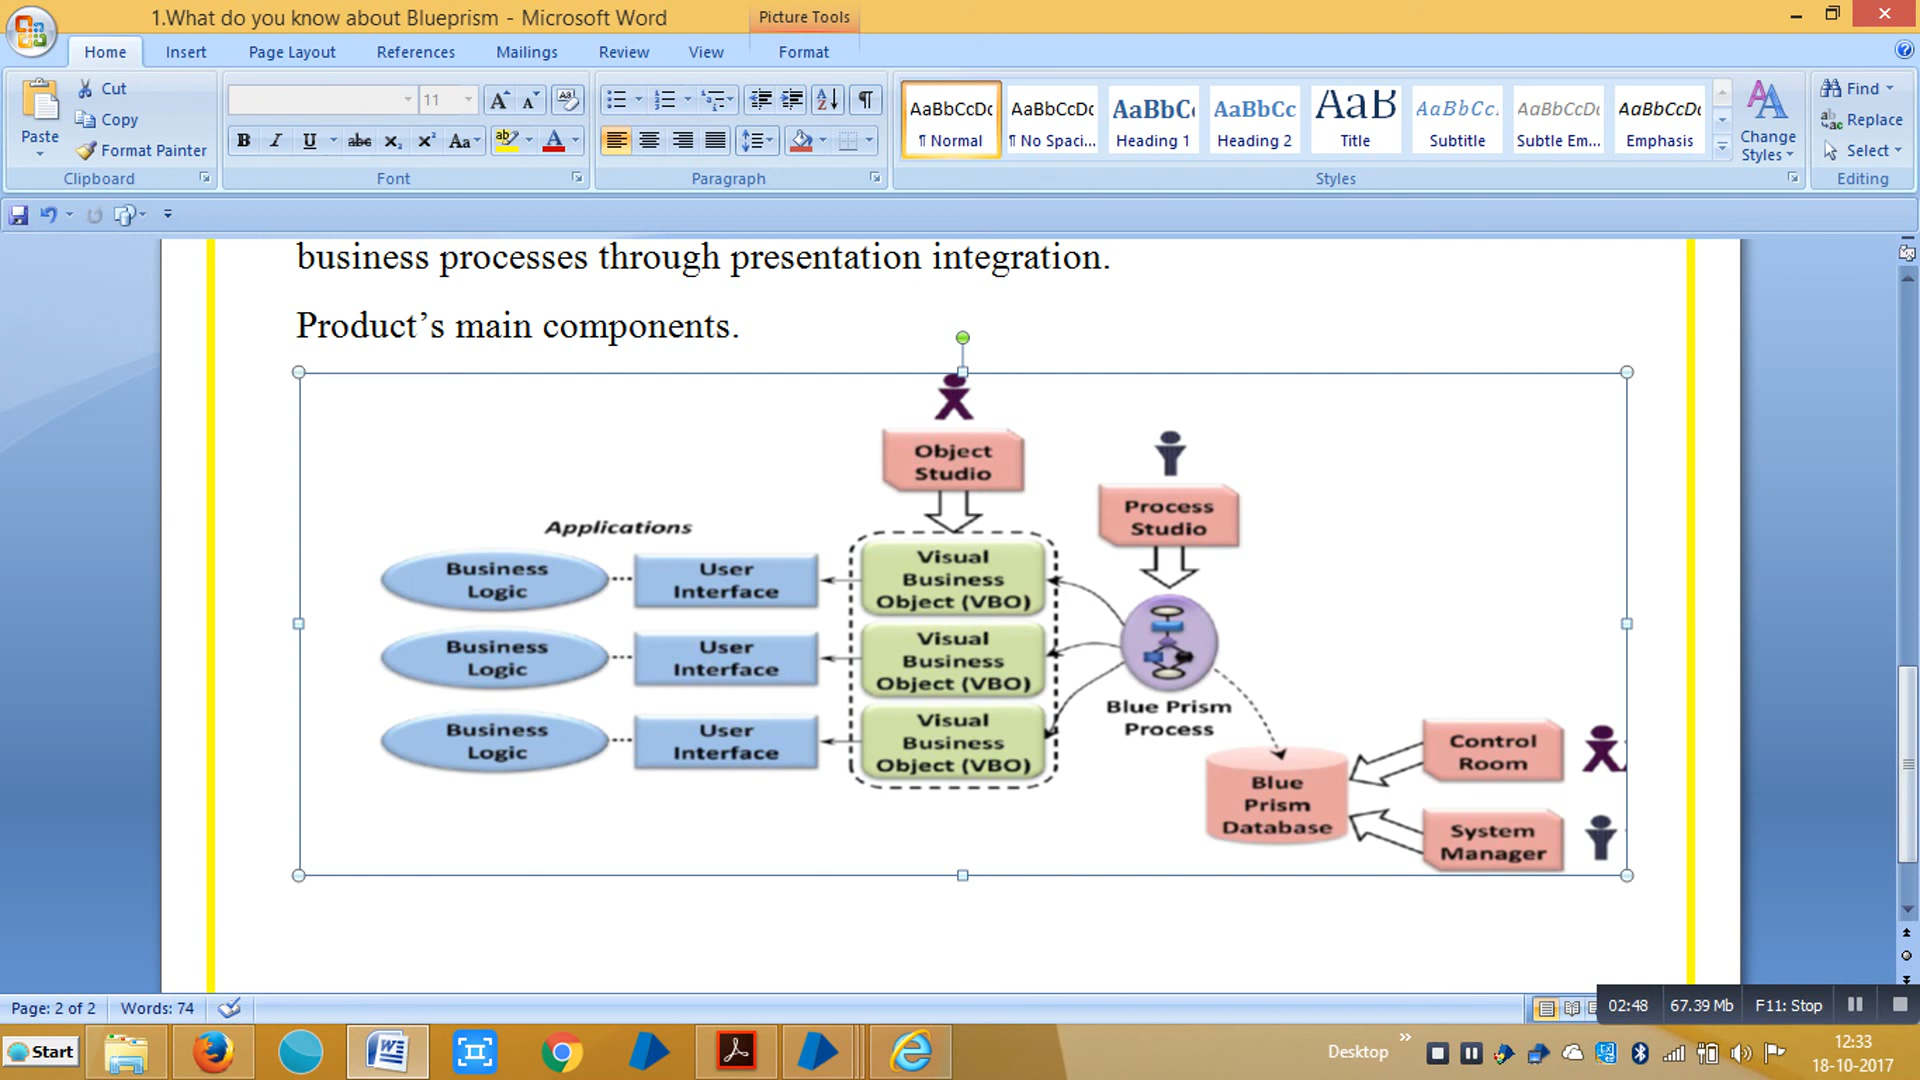 1.What do you know about Blueprism - Microsoft Word
Picture Tools
Home
Insert
Page Layout
References
Mailings
Review
View
Format
Paste
Cut
Copy
Format Painter
Clipboard
11
Font
Paragraph
AaBbCcDc
¶ Normal
AaBbCcDc
¶ No Spaci...
AaBbC
Heading 1
AaBbCc
Heading 2
AaB
Title
AaBbCc.
Subtitle
AaBbCcDc
Subtle Em...
AaBbCcDc
Emphasis
Change
Styles
Styles
Find
Replace
Select
Editing
business processes through presentation integration.
Product’s main components.
Object
Studio
Process
Studio
Applications
Business
Logic
User
Interface
Visual
Business
Object (VBO)
Business
Logic
User
Interface
Visual
Business
Object (VBO)
Business
Logic
User
Interface
Visual
Business
Object (VBO)
Blue Prism
Process
Blue
Prism
Database
Control
Room
System
Manager
Page: 2 of 2
Words: 74
02:48
67.39 Mb
F11: Stop
Start
Desktop
12:33
18-10-2017